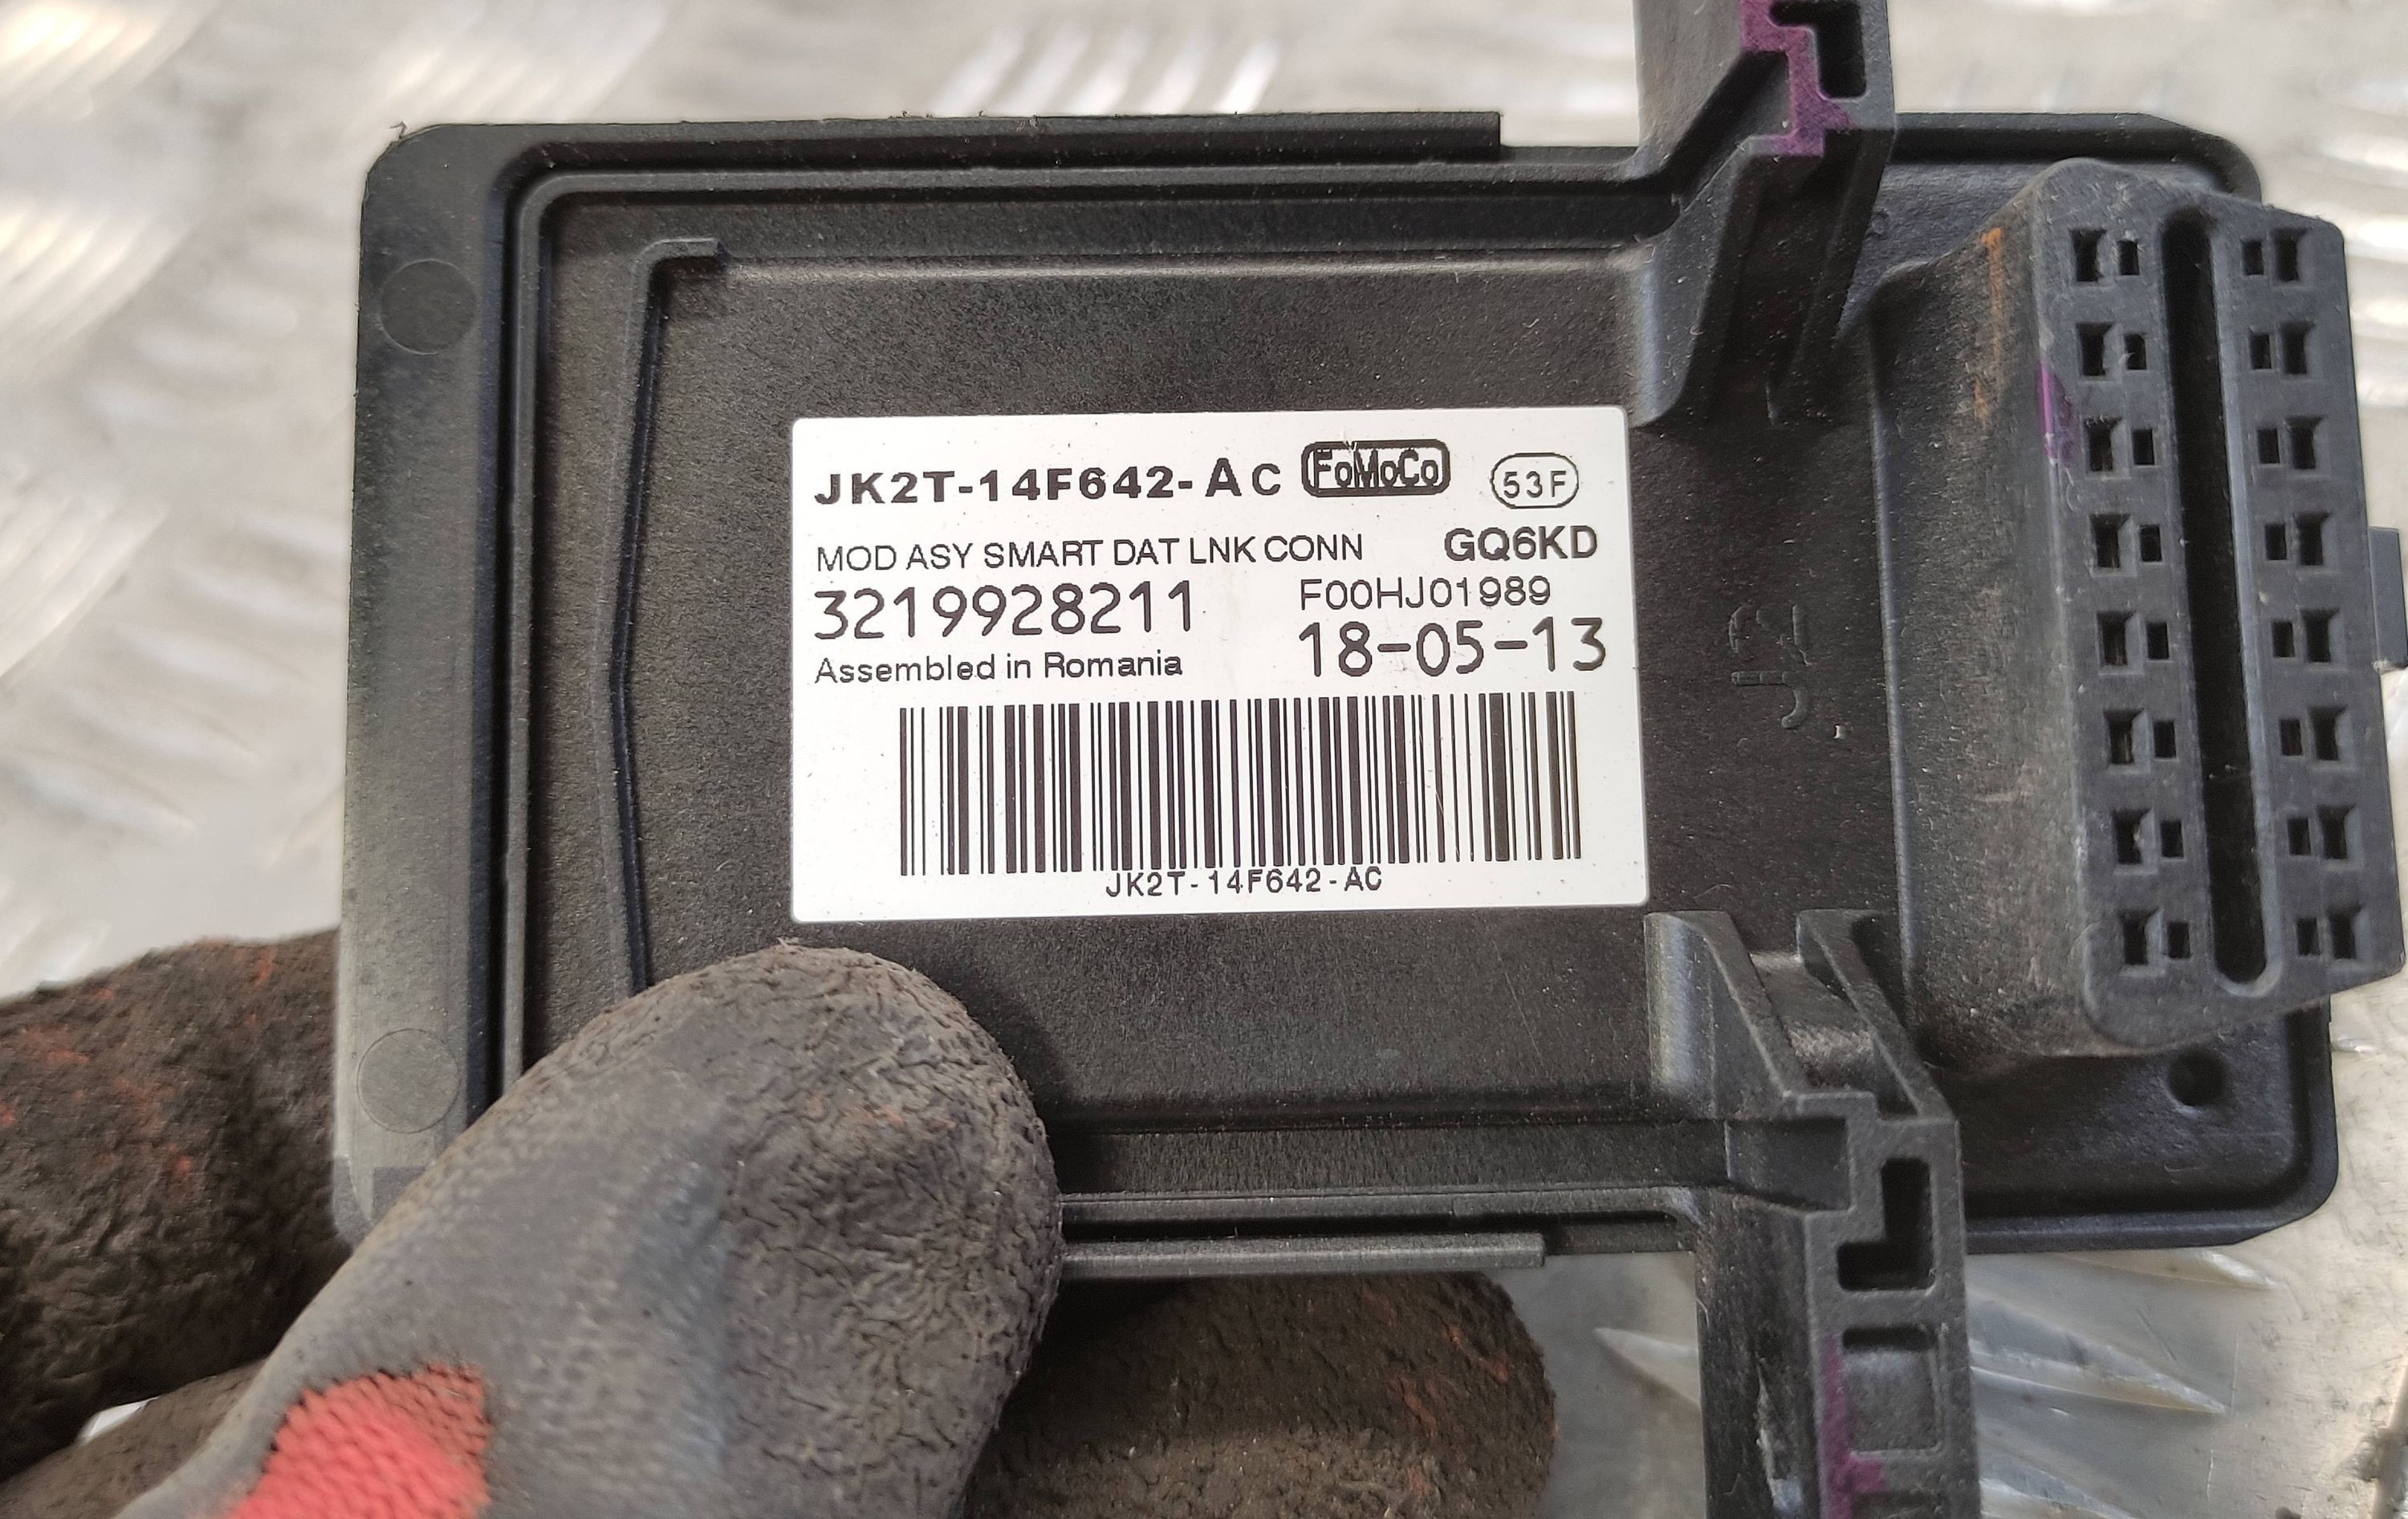 JK2T-14F642-AC FoMoCo 53F
MOD ASY SMART DAT LNK CONN GQ6KD
3219928211 F00HJ01989
Assembled in Romania 18-05-13
JK2T-14F642-AC
J2